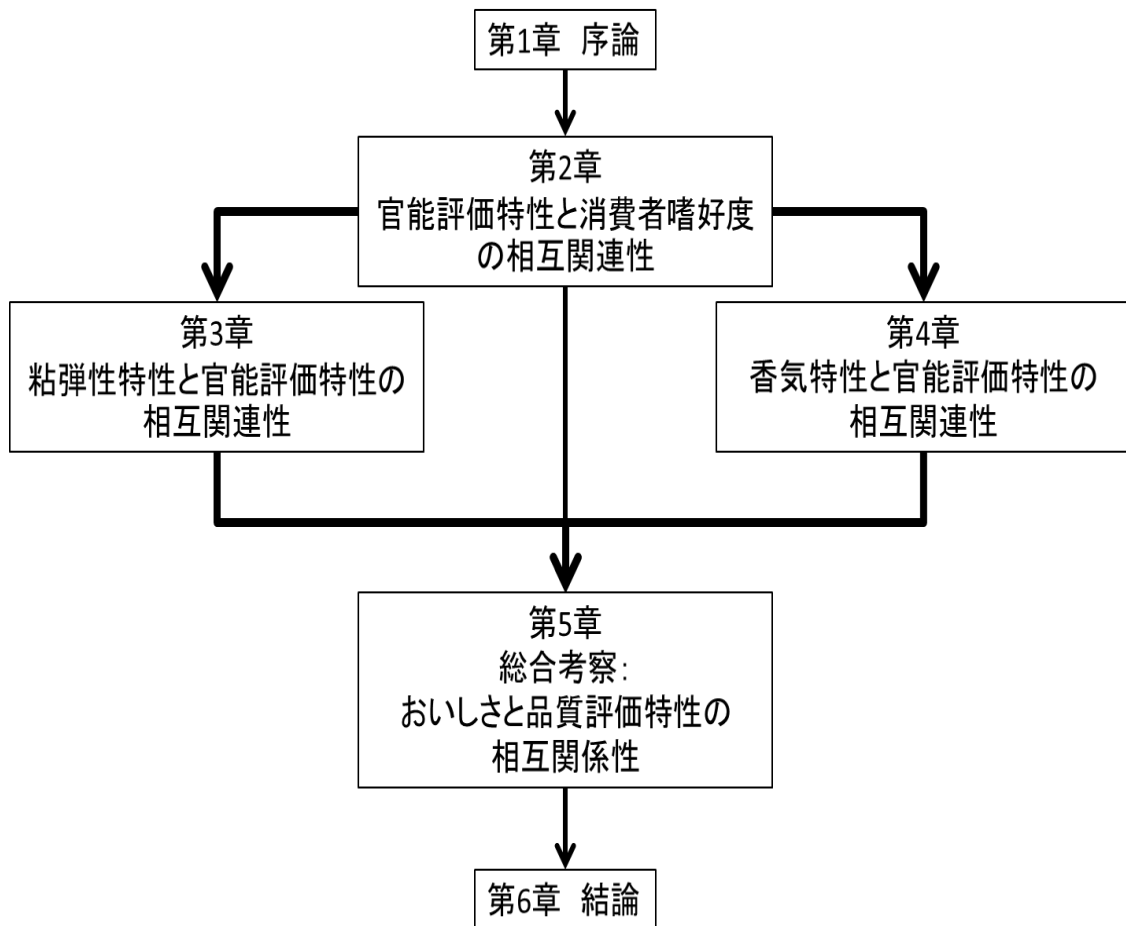 第1章　序論
第2章
官能評価特性と消費者嗜好度
の相互関連性
第3章
粘弾性特性と官能評価特性の
相互関連性
第4章
香気特性と官能評価特性の
相互関連性
第5章
総合考察：
おいしさと品質評価特性の
相互関係性
第6章　結論